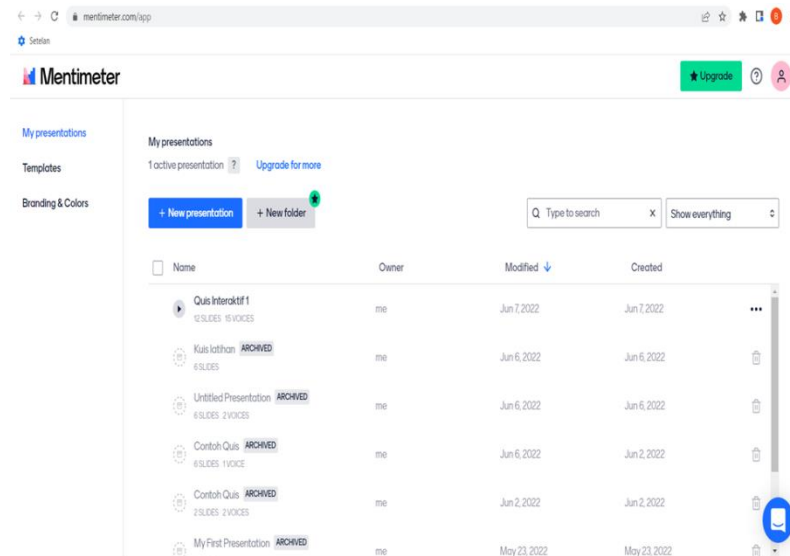 mentimeter.com/app
B
Setelan
Mentimeter
★ Upgrade
?
My presentations
Templates
Branding & Colors
My presentations
1 active presentation ? Upgrade for more
+ New presentation
+ New folder
Type to search X
Show everything
Name Owner Modified ↓ Created
Quis Interaktif 1 me Jun 7, 2022 Jun 7, 2022
12 SLIDES 15 VOICES
Kuis latihan ARCHIVED me Jun 6, 2022 Jun 6, 2022
6 SLIDES
Untitled Presentation ARCHIVED me Jun 6, 2022 Jun 6, 2022
6 SLIDES 2 VOICES
Contoh Quis ARCHIVED me Jun 6, 2022 Jun 2, 2022
6 SLIDES 1 VOICE
Contoh Quis ARCHIVED me Jun 2, 2022 Jun 2, 2022
2 SLIDES 2 VOICES
My First Presentation ARCHIVED me May 23, 2022 May 23, 2022